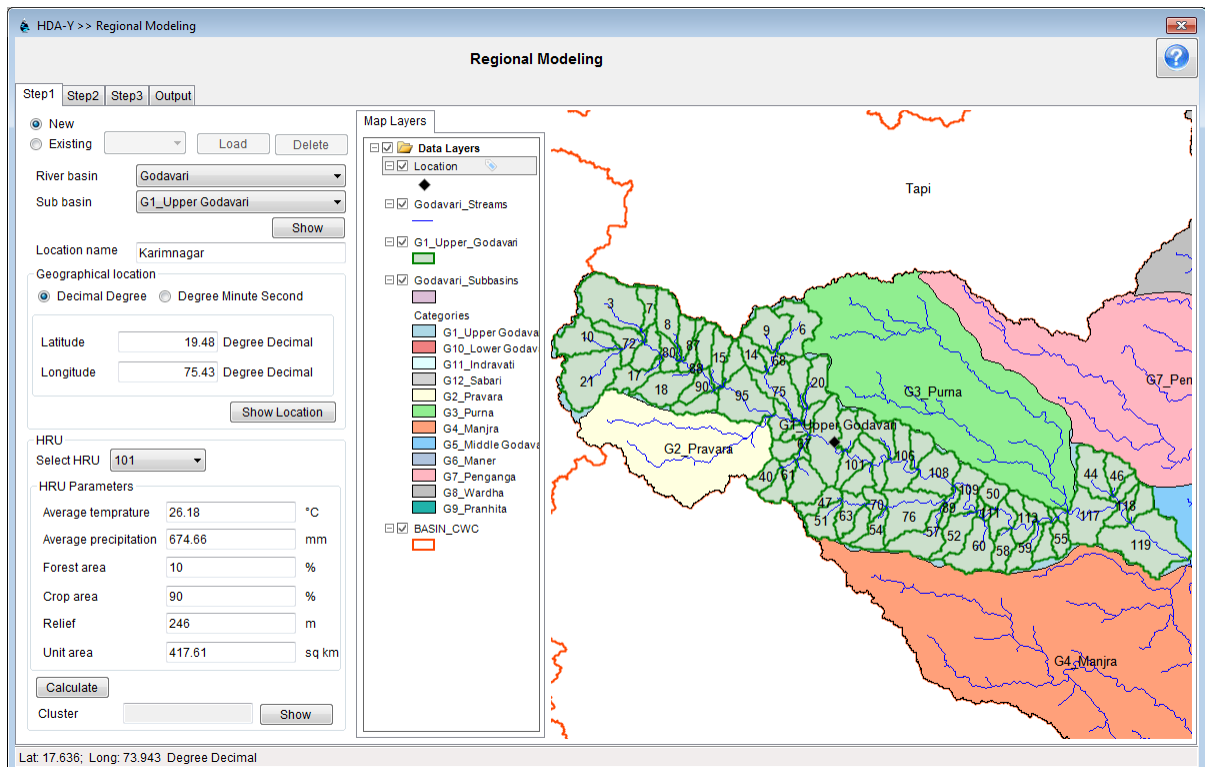 HDA-Y >> Regional Modeling
Regional Modeling
Step1 Step2 Step3 Output
New
Existing Load Delete
River basin Godavari
Sub basin G1_Upper Godavari
Show
Location name Karimnagar
Geographical location
Decimal Degree Degree Minute Second
Latitude 19.48 Degree Decimal
Longitude 75.43 Degree Decimal
Show Location
HRU
Select HRU 101
HRU Parameters
Average temprature 26.18 °C
Average precipitation 674.66 mm
Forest area 10 %
Crop area 90 %
Relief 246 m
Unit area 417.61 sq km
Calculate
Cluster Show
Map Layers
Data Layers
Location
Godavari_Streams
G1_Upper_Godavari
Godavari_Subbasins
Categories
G1_Upper Godava
G10_Lower Godav
G11_Indravati
G12_Sabari
G2_Pravara
G3_Purna
G4_Manjra
G5_Middle Godava
G6_Maner
G7_Penganga
G8_Wardha
G9_Pranhita
BASIN_CWC
Tapi
3 7 8 9 6
10 72 80 87 15 14 68
21 17 18 90 95 75 20
G3_Purna
G7_Pen
G1_Upper Godavari
G2_Pravara
67 101 106
40 61 108 44 46
47 70 89 109 50
51 63 54 76 57 111 113 117 118
52 60 58 59 55 119
G4_Manjra
Lat: 17.636; Long: 73.943 Degree Decimal